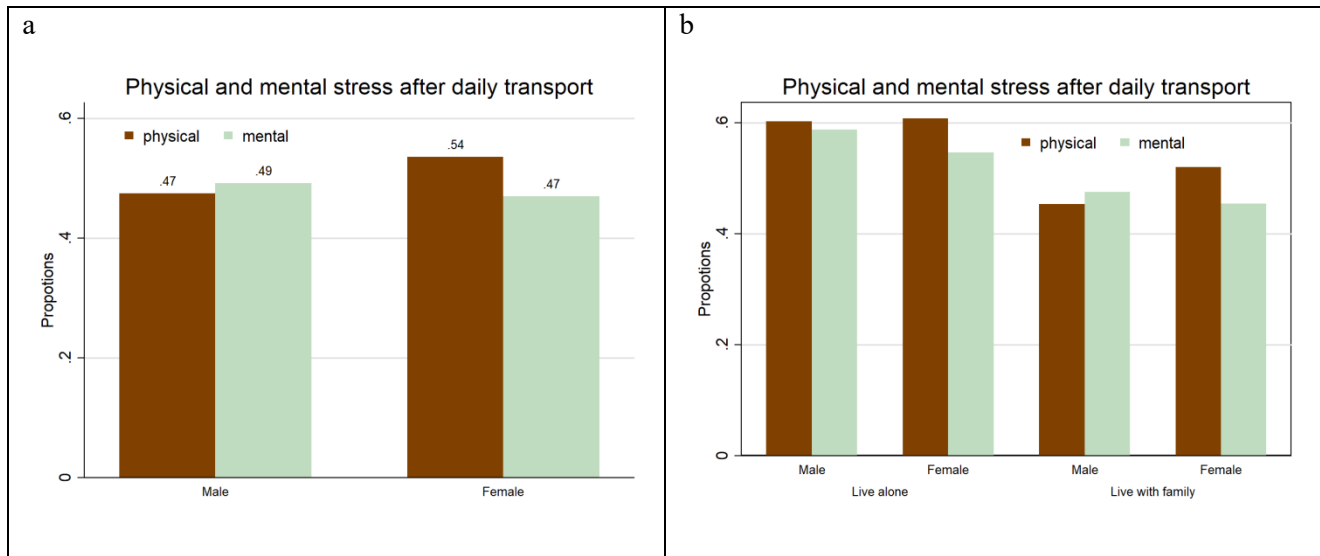 a
Physical and mental stress after daily transport
physical mental
.6
.4
.2
0
Propotions
.47
.49
.54
.47
Male Female
b
Physical and mental stress after daily transport
physical mental
.6
.4
.2
0
Propotions
Male Female Male Female
Live alone Live with family